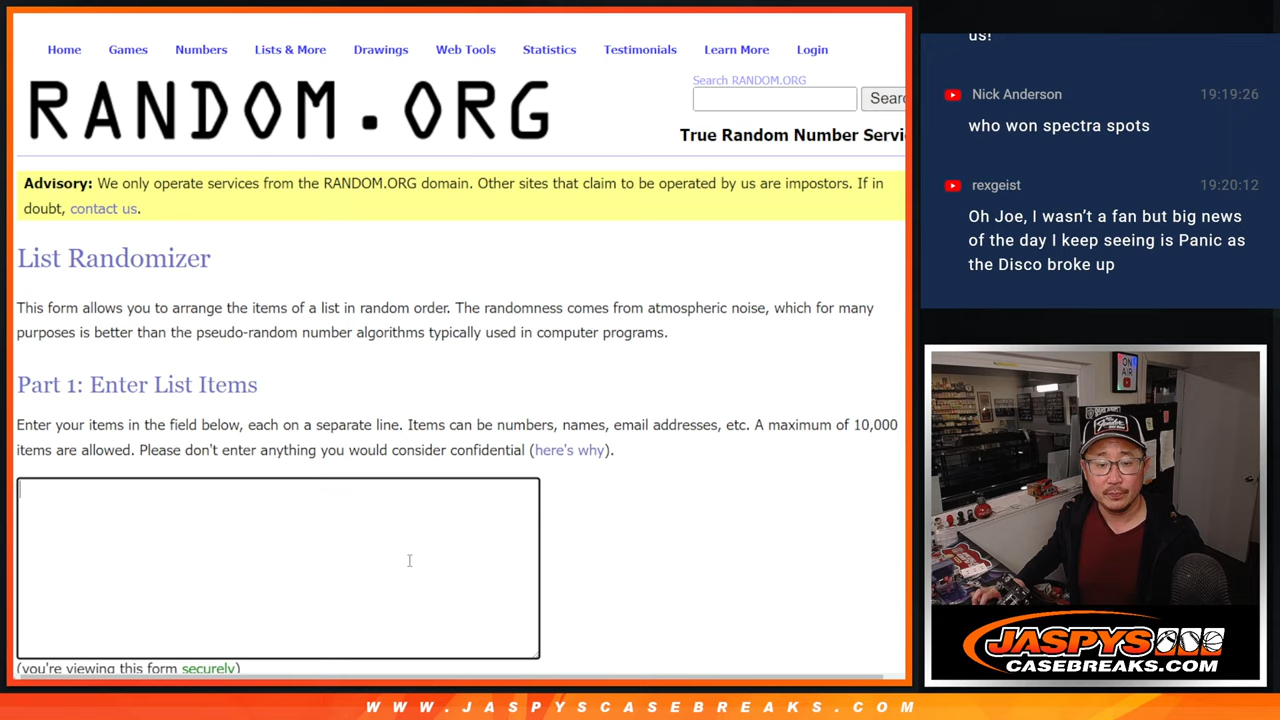 Home Games Numbers Lists & More Drawings Web Tools Statistics Testimonials Learn More Login
RANDOM.ORG
Search RANDOM.ORG
Searc
True Random Number Servi
Advisory: We only operate services from the RANDOM.ORG domain. Other sites that claim to be operated by us are impostors. If in
doubt, contact us.
List Randomizer
This form allows you to arrange the items of a list in random order. The randomness comes from atmospheric noise, which for many
purposes is better than the pseudo-random number algorithms typically used in computer programs.
Part 1: Enter List Items
Enter your items in the field below, each on a separate line. Items can be numbers, names, email addresses, etc. A maximum of 10,000
items are allowed. Please don't enter anything you would consider confidential (here's why).
(you're viewing this form securely)
us!
Nick Anderson 19:19:26
who won spectra spots
rexgeist 19:20:12
Oh Joe, I wasn't a fan but big news
of the day I keep seeing is Panic as
the Disco broke up
ON
AIR
Fender
JASPYS
CASEBREAKS.COM
WWW.JASPYSCASEBREAKS.COM